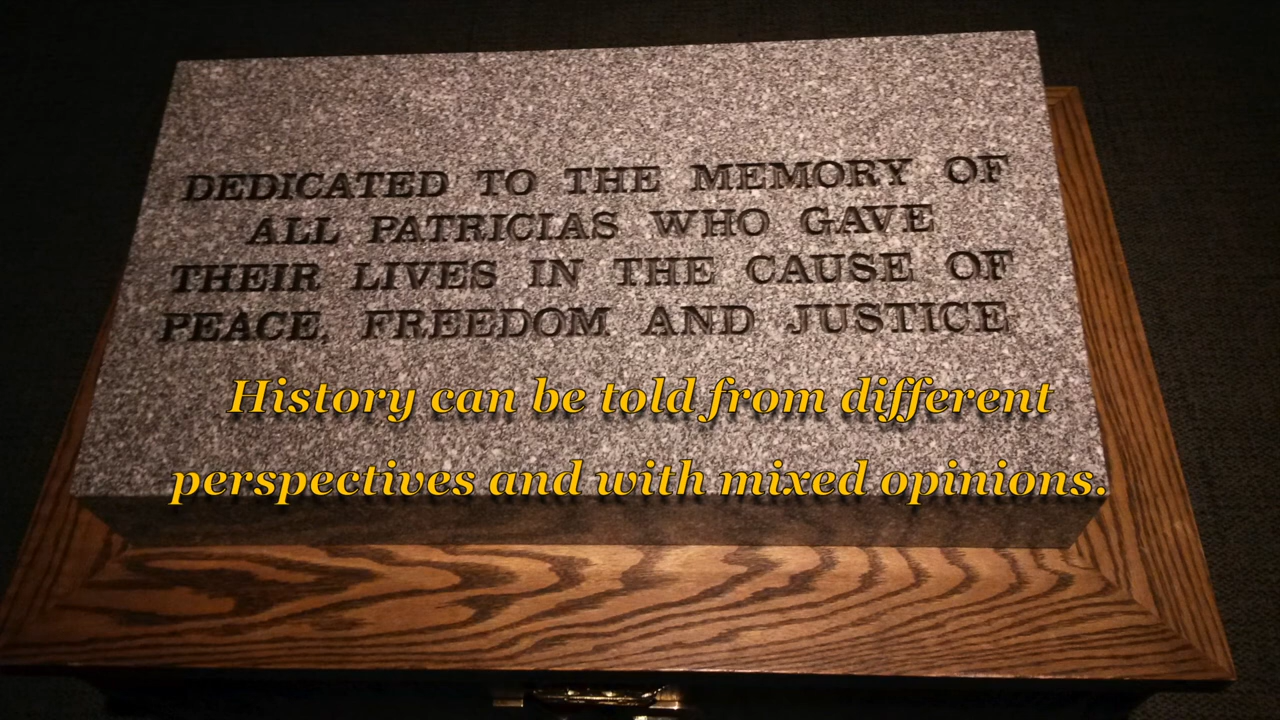 DEDICATED TO THE MEMORY OF
ALL PATRICIAS WHO GAVE
THEIR LIVES IN THE CAUSE OF
PEACE, FREEDOM AND JUSTICE
History can be told from different
perspectives and with mixed opinions.